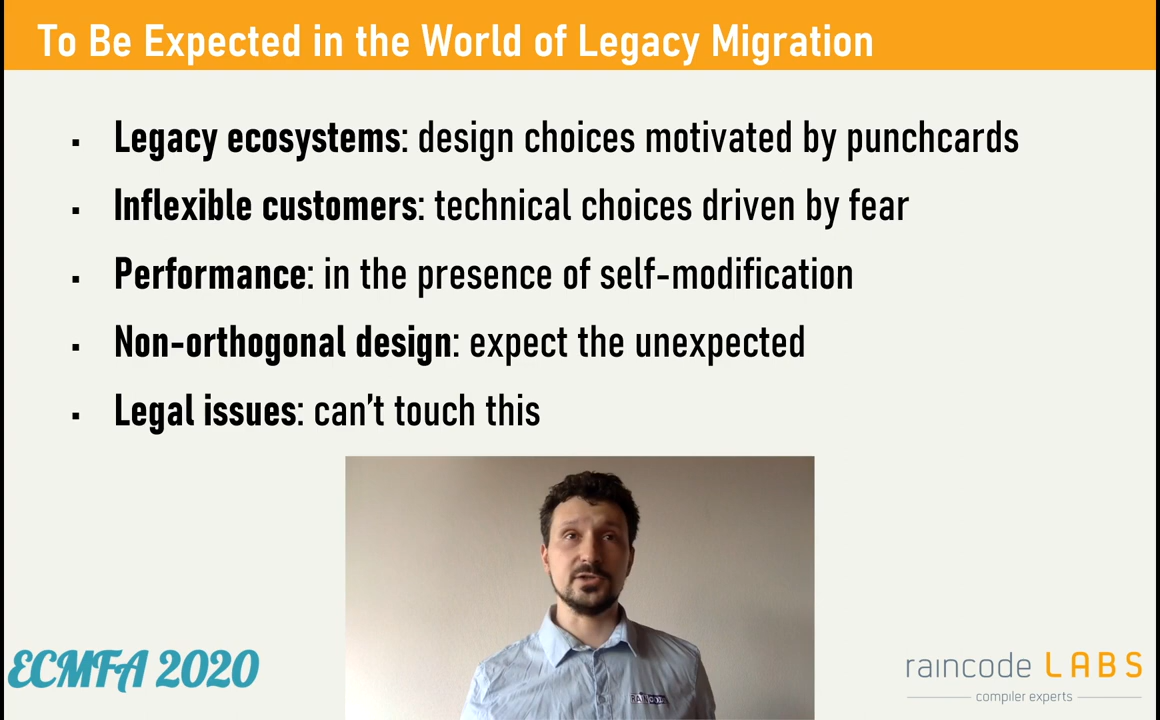 To Be Expected in the World of Legacy Migration
▪ Legacy ecosystems: design choices motivated by punchcards
▪ Inflexible customers: technical choices driven by fear
▪ Performance: in the presence of self-modification
▪ Non-orthogonal design: expect the unexpected
▪ Legal issues: can't touch this
ECMFA 2020
raincode LABS
compiler experts